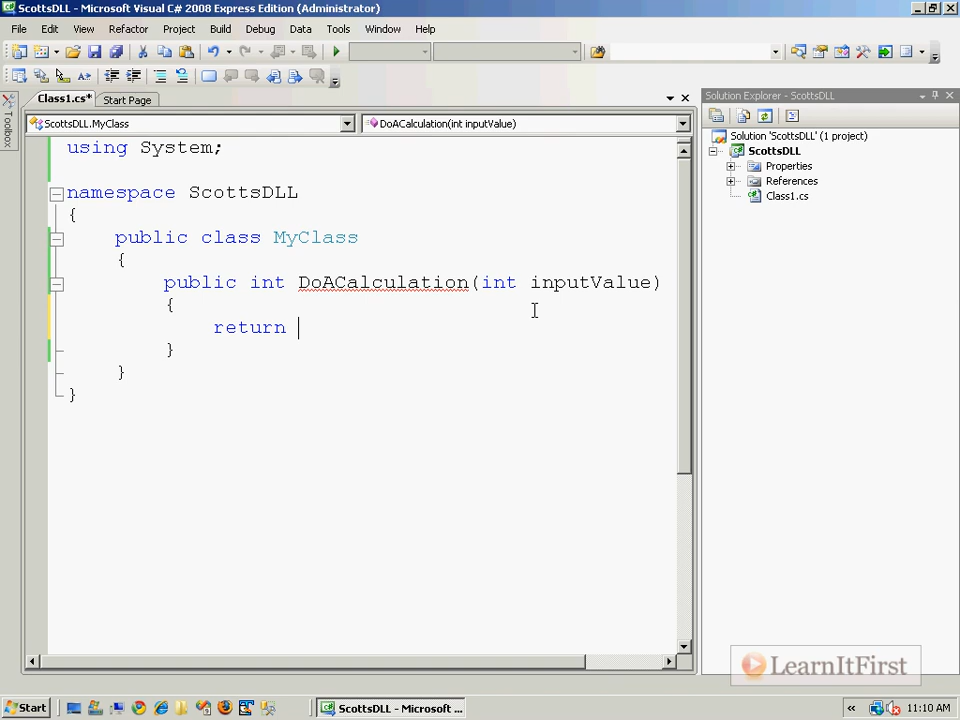 ScottsDLL - Microsoft Visual C# 2008 Express Edition (Administrator)
File Edit View Refactor Project Build Debug Data Tools Window Help
Class1.cs* Start Page
Solution Explorer - ScottsDLL
Toolbox
ScottsDLL.MyClass DoACalculation(int inputValue)
Solution 'ScottsDLL' (1 project)
ScottsDLL
Properties
References
Class1.cs
using System;
namespace ScottsDLL
{
public class MyClass
{
public int DoACalculation(int inputValue)
{
return
}
}
}
LearnItFirst
Start ScottsDLL - Microsoft ... « 11:10 AM